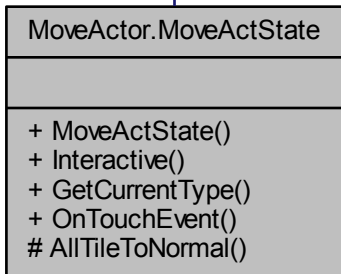 MoveActor.MoveActState
+ MoveActState()
+ Interactive()
+ GetCurrentType()
+ OnTouchEvent()
# AllTileToNormal()